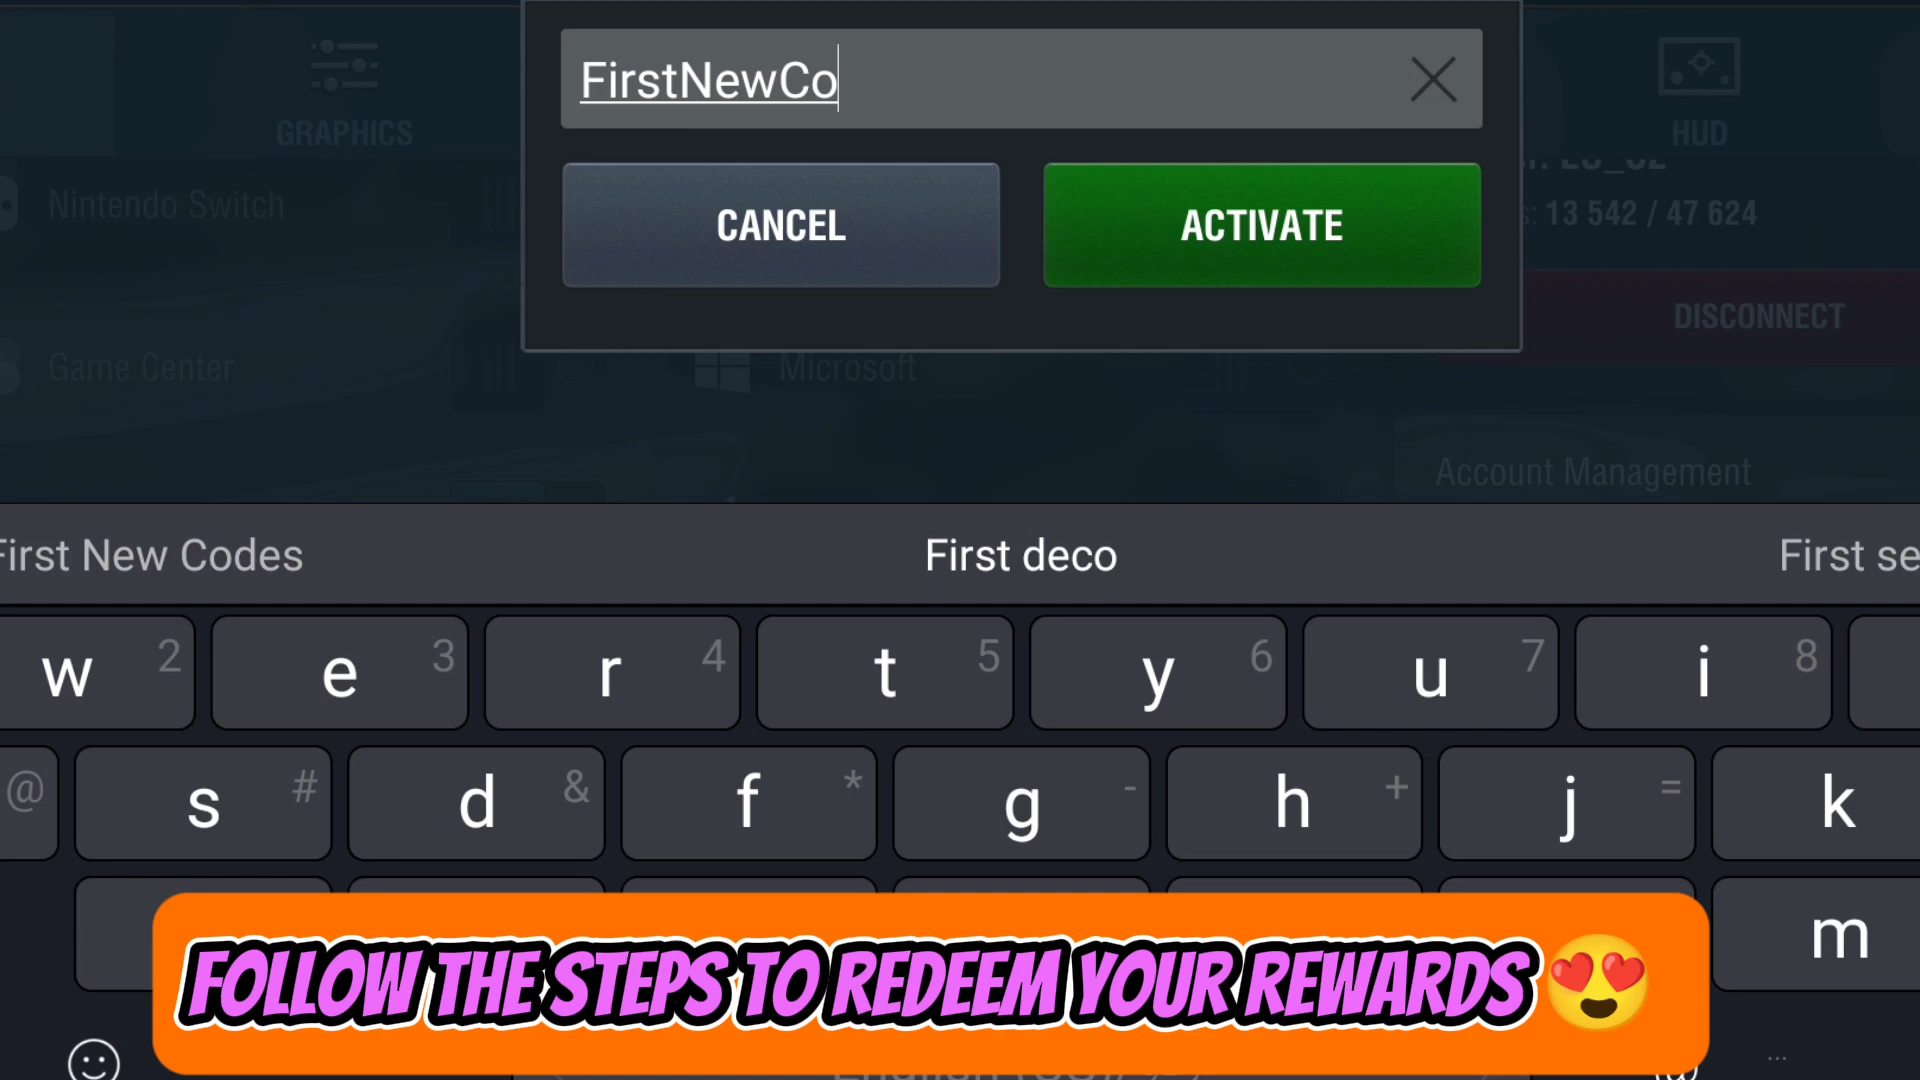 FirstNewCo
GRAPHICS
HUD
CANCEL
ACTIVATE
Nintendo Switch
13 542 / 47 624
DISCONNECT
Game Center
Microsoft
Account Management
First New Codes
First deco
First se
w 2 e 3 r 4 t 5 y 6 u 7 i 8
@ s # d & f * g - h + j = k
m
FOLLOW THE STEPS TO REDEEM YOUR REWARDS 😍
...